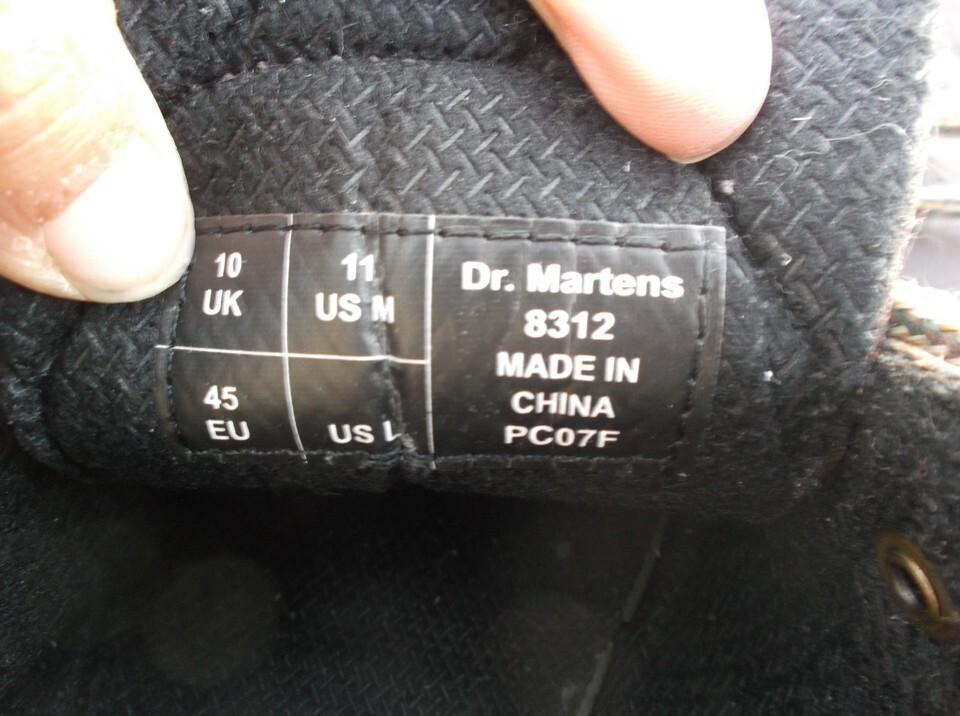 10
UK
11
US M
45
EU
US L
Dr. Martens
8312
MADE IN
CHINA
PC07F